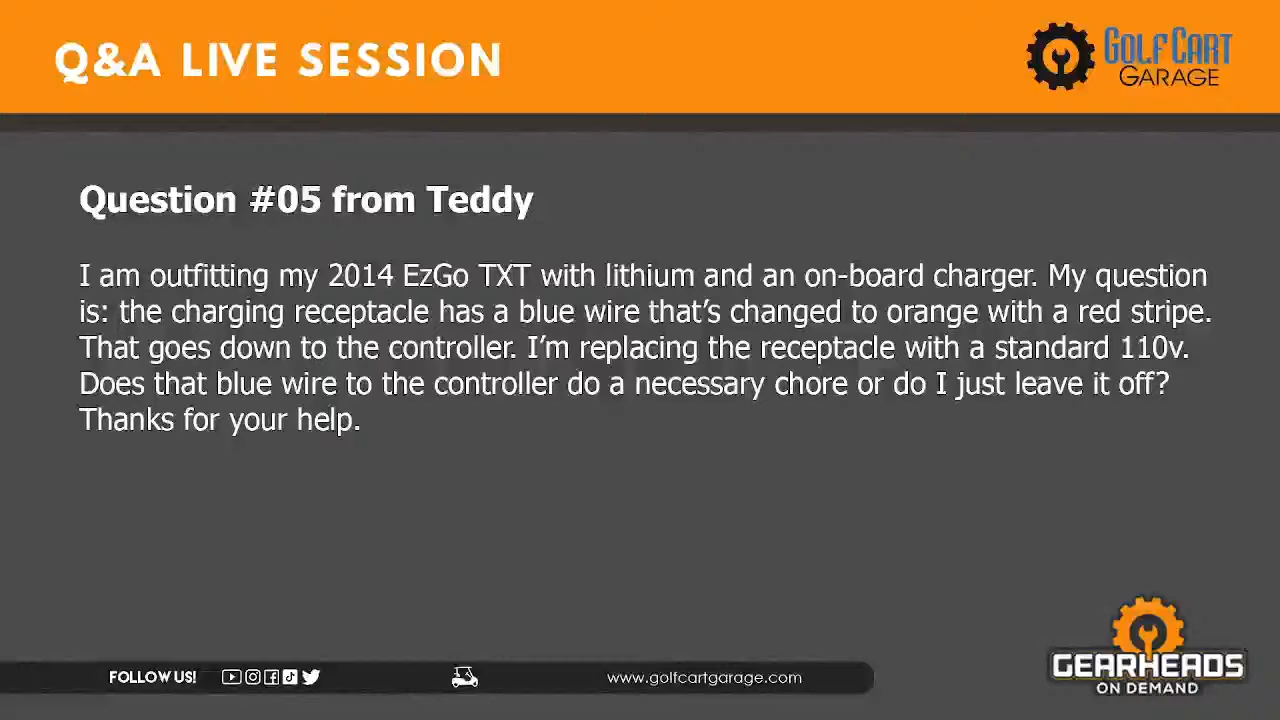 Q&A LIVE SESSION
GOLF CART
GARAGE
Question #05 from Teddy
I am outfitting my 2014 EzGo TXT with lithium and an on-board charger. My question
is: the charging receptacle has a blue wire that’s changed to orange with a red stripe.
That goes down to the controller. I’m replacing the receptacle with a standard 110v.
Does that blue wire to the controller do a necessary chore or do I just leave it off?
Thanks for your help.
FOLLOW US!
www.golfcartgarage.com
GEARHEADS
ON DEMAND